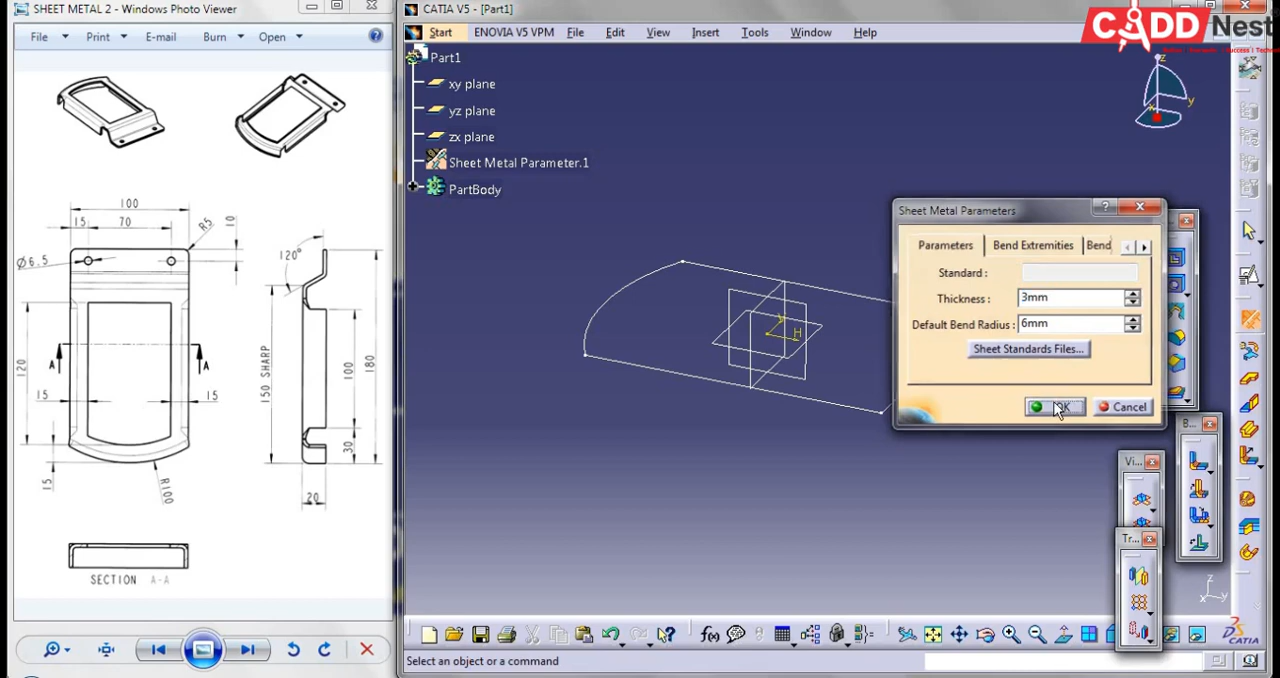 SHEET METAL 2 - Windows Photo Viewer
File Print E-mail Burn Open
100
15
70
R5
10
Ø6.5
120°
120
A
A
150 SHARP
100
180
15
15
30
15
R100
20
SECTION A-A
CATIA V5 - [Part1]
CADD Nest
Start ENOVIA V5 VPM File Edit View Insert Tools Window Help
Part1
xy plane
yz plane
zx plane
Sheet Metal Parameter.1
PartBody
z
x
y
H
Sheet Metal Parameters
Parameters Bend Extremities Bend
Standard :
Thickness : 3mm
Default Bend Radius : 6mm
Sheet Standards Files...
OK Cancel
B...
Vi...
Tr...
z
x y
f(x)
CATIA
Select an object or a command